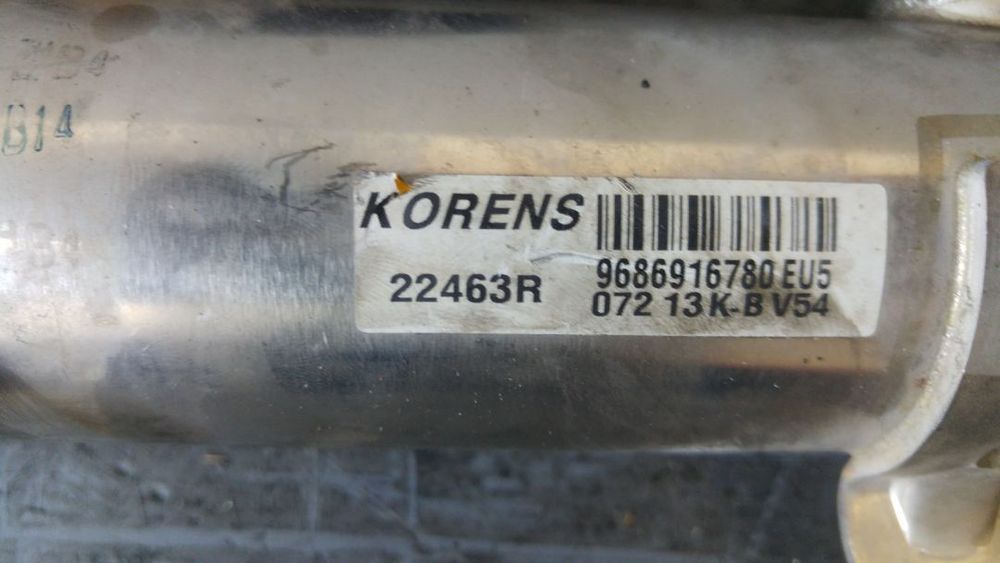 B14
KORENS
22463R
9686916780 EU5
072 13 K-B V54